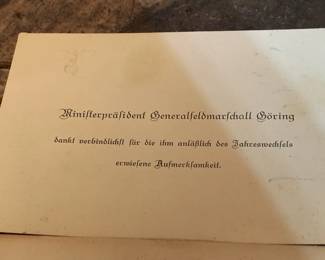 Ministerpräsident Generalfeldmarschall Göring
dankt verbindlichst für die ihm anläßlich des Jahreswechsels
erwiesene Aufmerksamkeit.